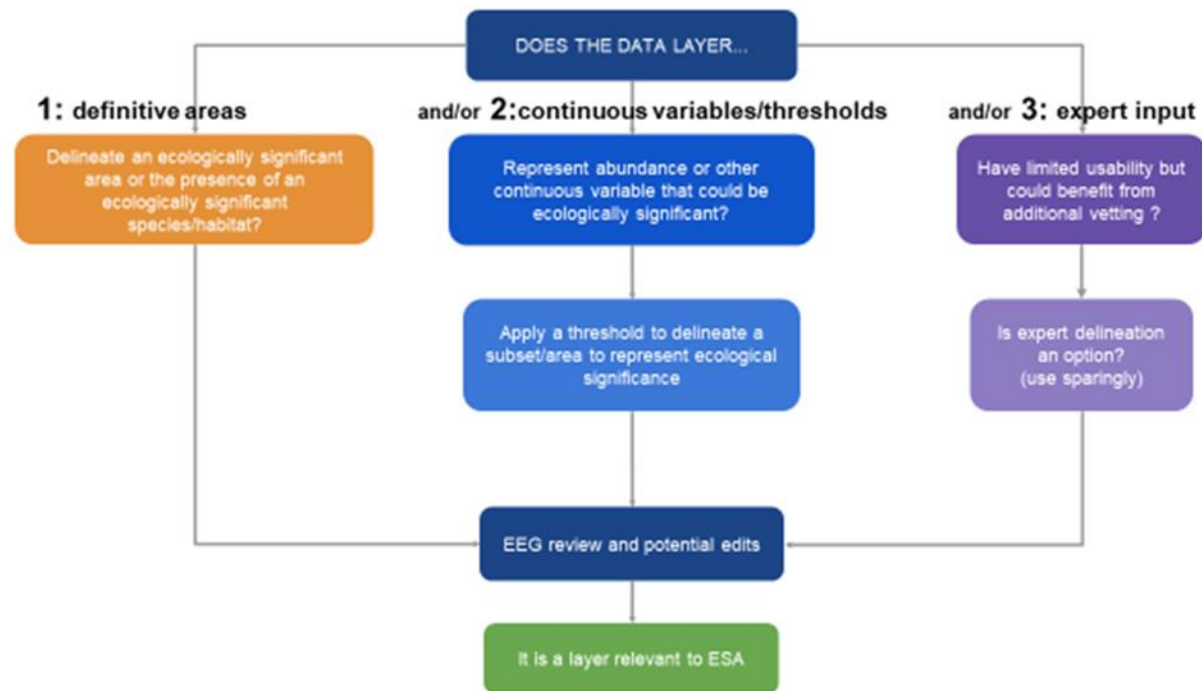 DOES THE DATA LAYER...
1: definitive areas
and/or 2:continuous variables/thresholds
and/or 3: expert input
Delineate an ecologically significant
area or the presence of an
ecologically significant
species/habitat?
Represent abundance or other
continuous variable that could be
ecologically significant?
Have limited usability but
could benefit from
additional vetting ?
Apply a threshold to delineate a
subset/area to represent ecological
significance
Is expert delineation
an option?
(use sparingly)
EEG review and potential edits
It is a layer relevant to ESA